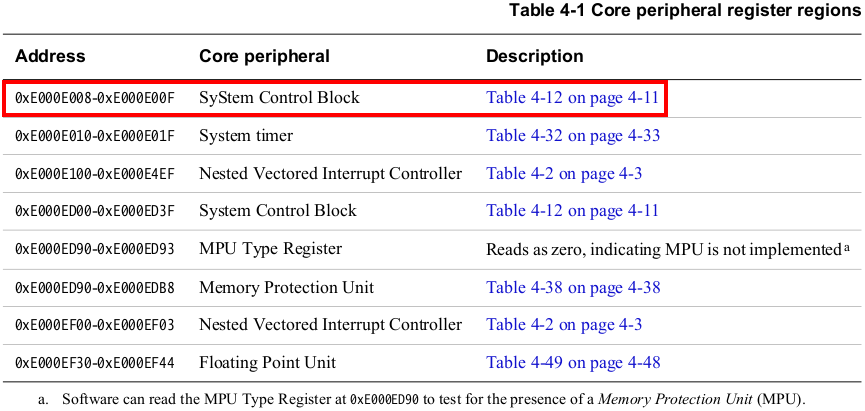 Table 4-1 Core peripheral register regions
Address Core peripheral Description
0xE000E008-0xE000E00F SyStem Control Block Table 4-12 on page 4-11
0xE000E010-0xE000E01F System timer Table 4-32 on page 4-33
0xE000E100-0xE000E4EF Nested Vectored Interrupt Controller Table 4-2 on page 4-3
0xE000ED00-0xE000ED3F System Control Block Table 4-12 on page 4-11
0xE000ED90-0xE000ED93 MPU Type Register Reads as zero, indicating MPU is not implemented a
0xE000ED90-0xE000EDB8 Memory Protection Unit Table 4-38 on page 4-38
0xE000EF00-0xE000EF03 Nested Vectored Interrupt Controller Table 4-2 on page 4-3
0xE000EF30-0xE000EF44 Floating Point Unit Table 4-49 on page 4-48
a. Software can read the MPU Type Register at 0xE000ED90 to test for the presence of a Memory Protection Unit (MPU).